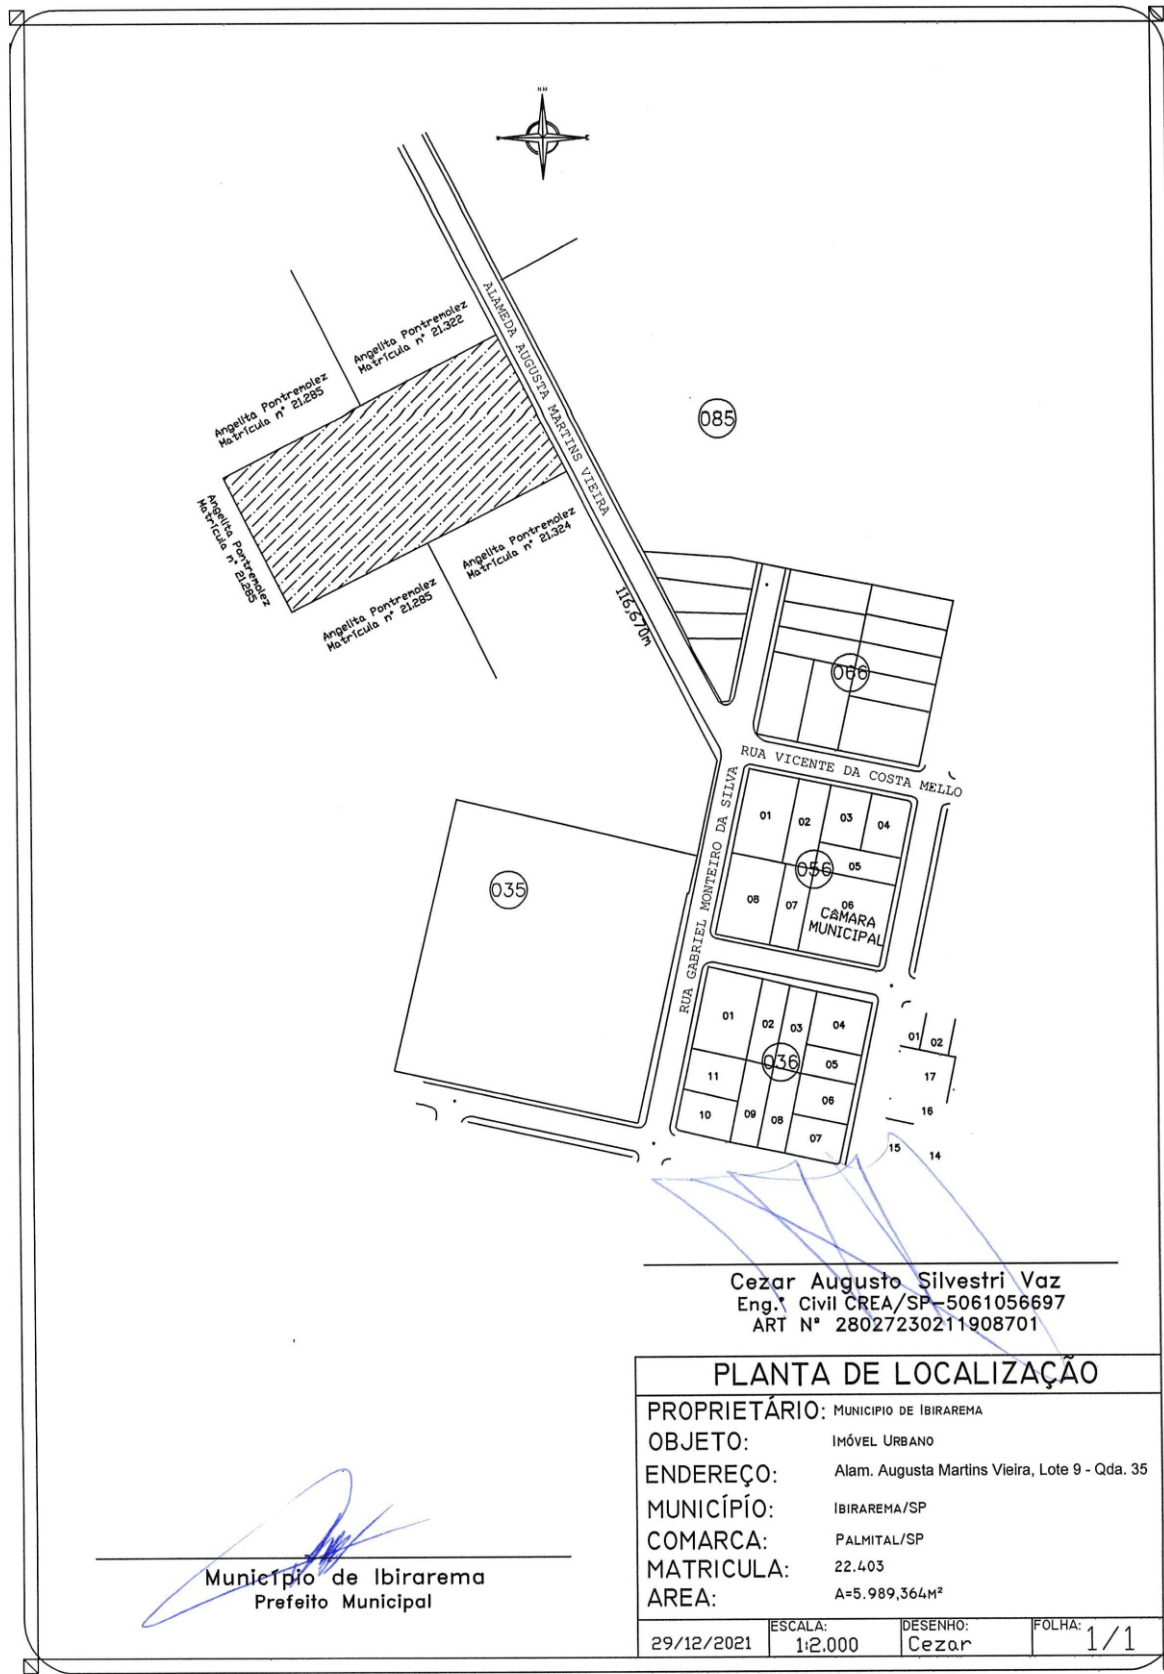 NM
ALAMEDA AUGUSTA MARTINS VIEIRA
Angelita Pontremolez
Matrícula n° 21.322
Angelita Pontremolez
Matrícula n° 21.285
Angelita Pontremolez
Matrícula n° 21.285
Angelita Pontremolez
Matrícula n° 21.324
Angelita Pontremolez
Matrícula n° 21.285
085
116,670m
066
RUA VICENTE DA COSTA MELLO
RUA GABRIEL MONTEIRO DA SILVA
01
02
03
04
05
056
08
07
06
CÂMARA
MUNICIPAL
035
01
02
03
04
036
05
11
06
10
09
08
07
01
02
17
16
15
14
Cezar Augusto Silvestri Vaz
Eng.° Civil CREA/SP-5061056697
ART Nº 28027230211908701
PLANTA DE LOCALIZAÇÃO
PROPRIETÁRIO: MUNICIPIO DE IBIRAREMA
OBJETO: IMÓVEL URBANO
ENDEREÇO: Alam. Augusta Martins Vieira, Lote 9 - Qda. 35
MUNICÍPÍO: IBIRAREMA/SP
COMARCA: PALMITAL/SP
MATRICULA: 22.403
AREA: A=5.989,364M²
29/12/2021 ESCALA: 1:2.000 DESENHO: Cezar FOLHA: 1/1
Município de Ibirarema
Prefeito Municipal